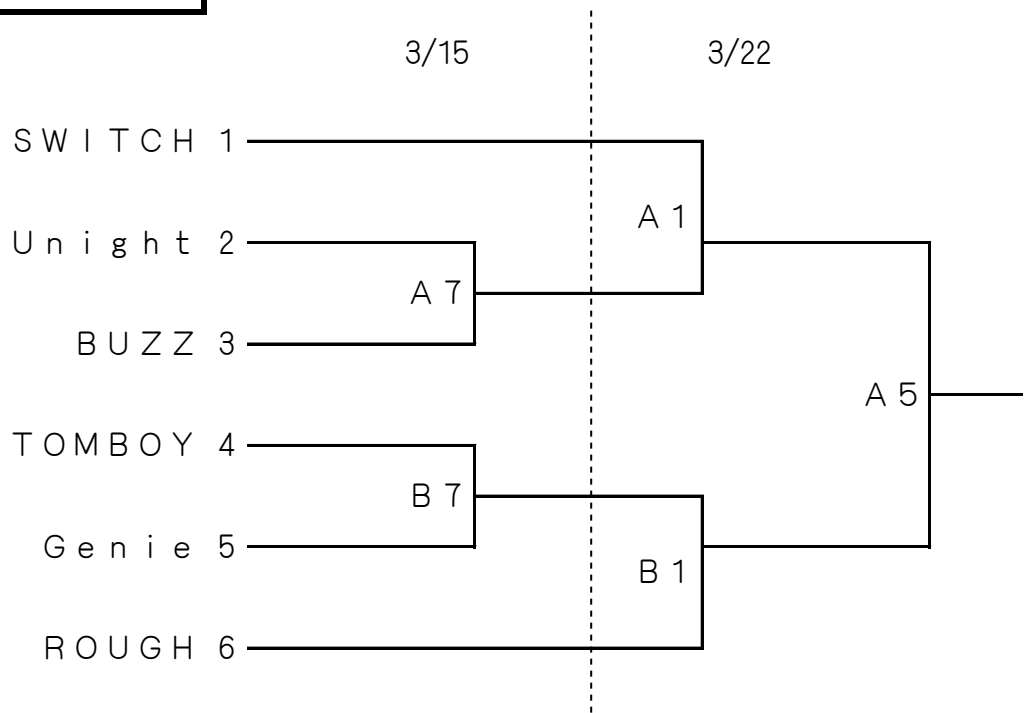 3/15 3/22
SWITCH 1
A 1
Unight 2
A 7
BUZZ 3
A 5
TOMBOY 4
B 7
Genie 5
B 1
ROUGH 6